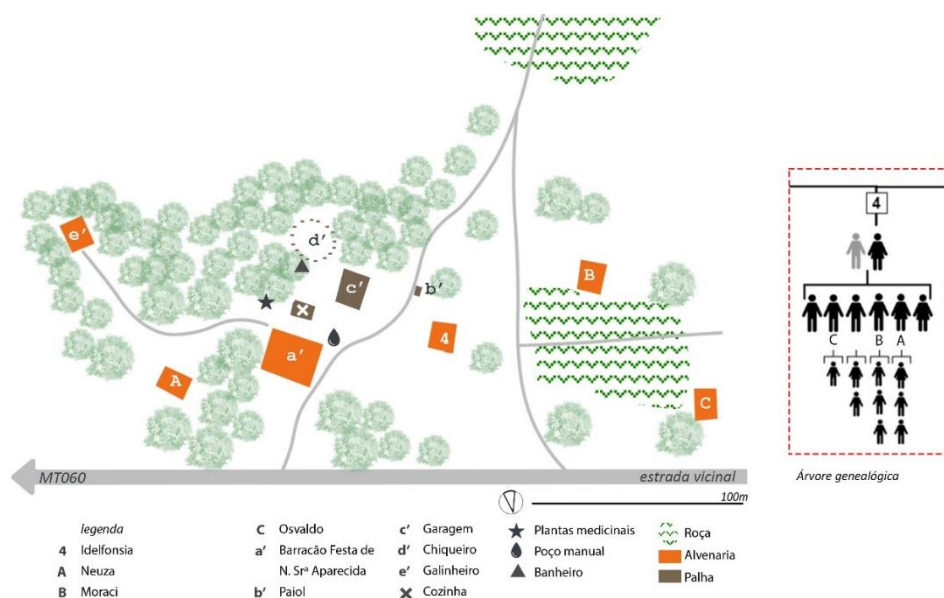 e'
d'
c'
b'
B
4
a'
A
C
4
C B A
MT060
estrada vicinal
Árvore genealógica
100m
legenda
4 Idelfonsia
A Neuza
B Moraci
C Osvaldo
a' Barracão Festa de
N. Srª Aparecida
b' Paiol
c' Garagem
d' Chiqueiro
e' Galinheiro
Cozinha
Plantas medicinais
Poço manual
Banheiro
Roça
Alvenaria
Palha